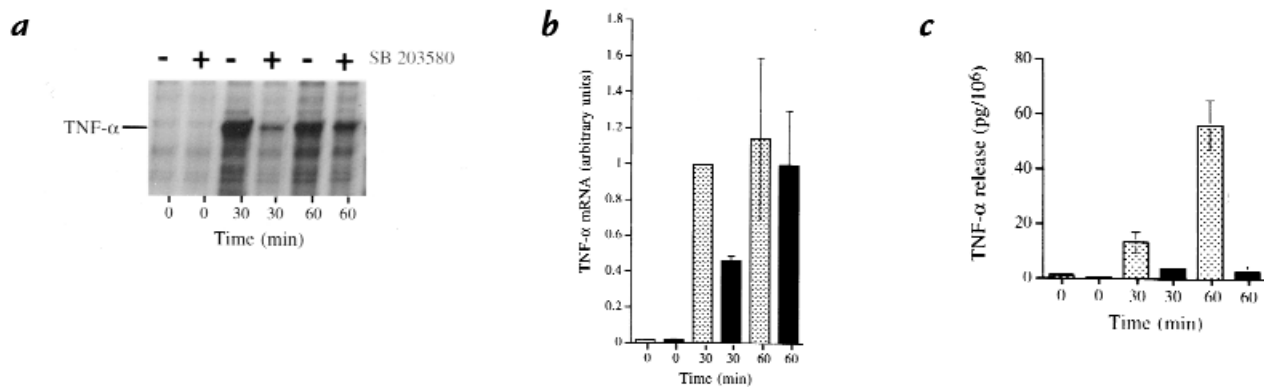 a
- + - + - + SB 203580
TNF-α
0 0 30 30 60 60
Time (min)
b
TNF-α mRNA (arbitrary units)
1.8
1.6
1.4
1.2
1
0.8
0.6
0.4
0.2
0
0 0 30 30 60 60
Time (min)
c
TNF-α release (pg/10⁶)
80
60
40
20
0
0 0 30 30 60 60
Time (min)